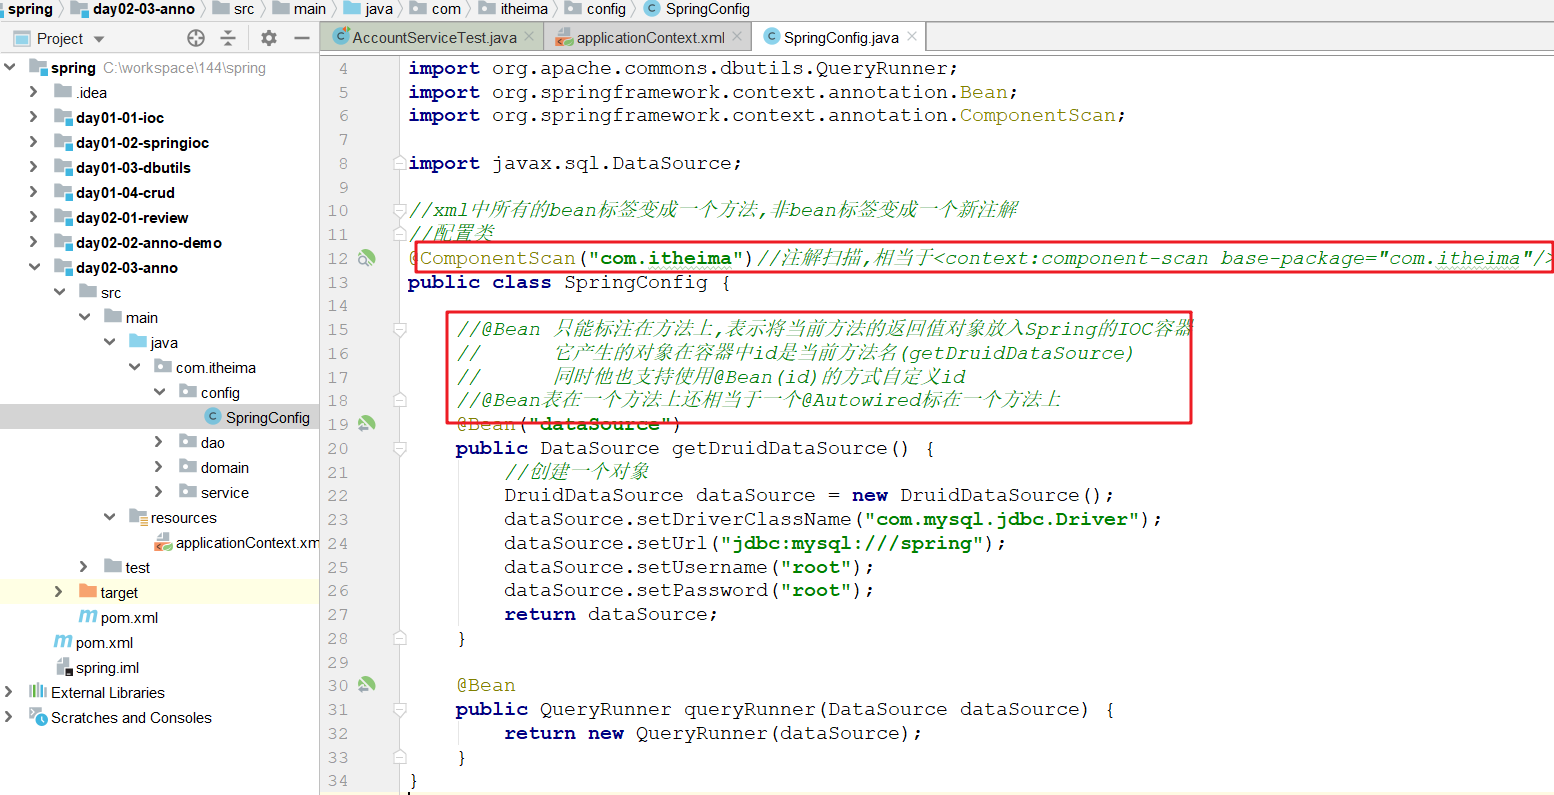 spring day02-03-anno src main java com itheima config SpringConfig
Project
AccountServiceTest.java applicationContext.xml SpringConfig.java
spring C:\workspace\144\spring
.idea
day01-01-ioc
day01-02-springioc
day01-03-dbutils
day01-04-crud
day02-01-review
day02-02-anno-demo
day02-03-anno
src
main
java
com.itheima
config
SpringConfig
dao
domain
service
resources
applicationContext.xm
test
target
pom.xml
pom.xml
spring.iml
External Libraries
Scratches and Consoles
4 import org.apache.commons.dbutils.QueryRunner;
5 import org.springframework.context.annotation.Bean;
6 import org.springframework.context.annotation.ComponentScan;
7
8 import javax.sql.DataSource;
9
10 //xml中所有的bean标签变成一个方法,非bean标签变成一个新注解
11 //配置类
12 @ComponentScan("com.itheima")//注解扫描,相当于<context:component-scan base-package="com.itheima"/>
13 public class SpringConfig {
14
15 //@Bean 只能标注在方法上,表示将当前方法的返回值对象放入Spring的IOC容器
16 // 它产生的对象在容器中id是当前方法名(getDruidDataSource)
17 // 同时他也支持使用@Bean(id)的方式自定义id
18 //@Bean表在一个方法上还相当于一个@Autowired标在一个方法上
19 @Bean("dataSource")
20 public DataSource getDruidDataSource() {
21 //创建一个对象
22 DruidDataSource dataSource = new DruidDataSource();
23 dataSource.setDriverClassName("com.mysql.jdbc.Driver");
24 dataSource.setUrl("jdbc:mysql:///spring");
25 dataSource.setUsername("root");
26 dataSource.setPassword("root");
27 return dataSource;
28 }
29
30 @Bean
31 public QueryRunner queryRunner(DataSource dataSource) {
32 return new QueryRunner(dataSource);
33 }
34 }